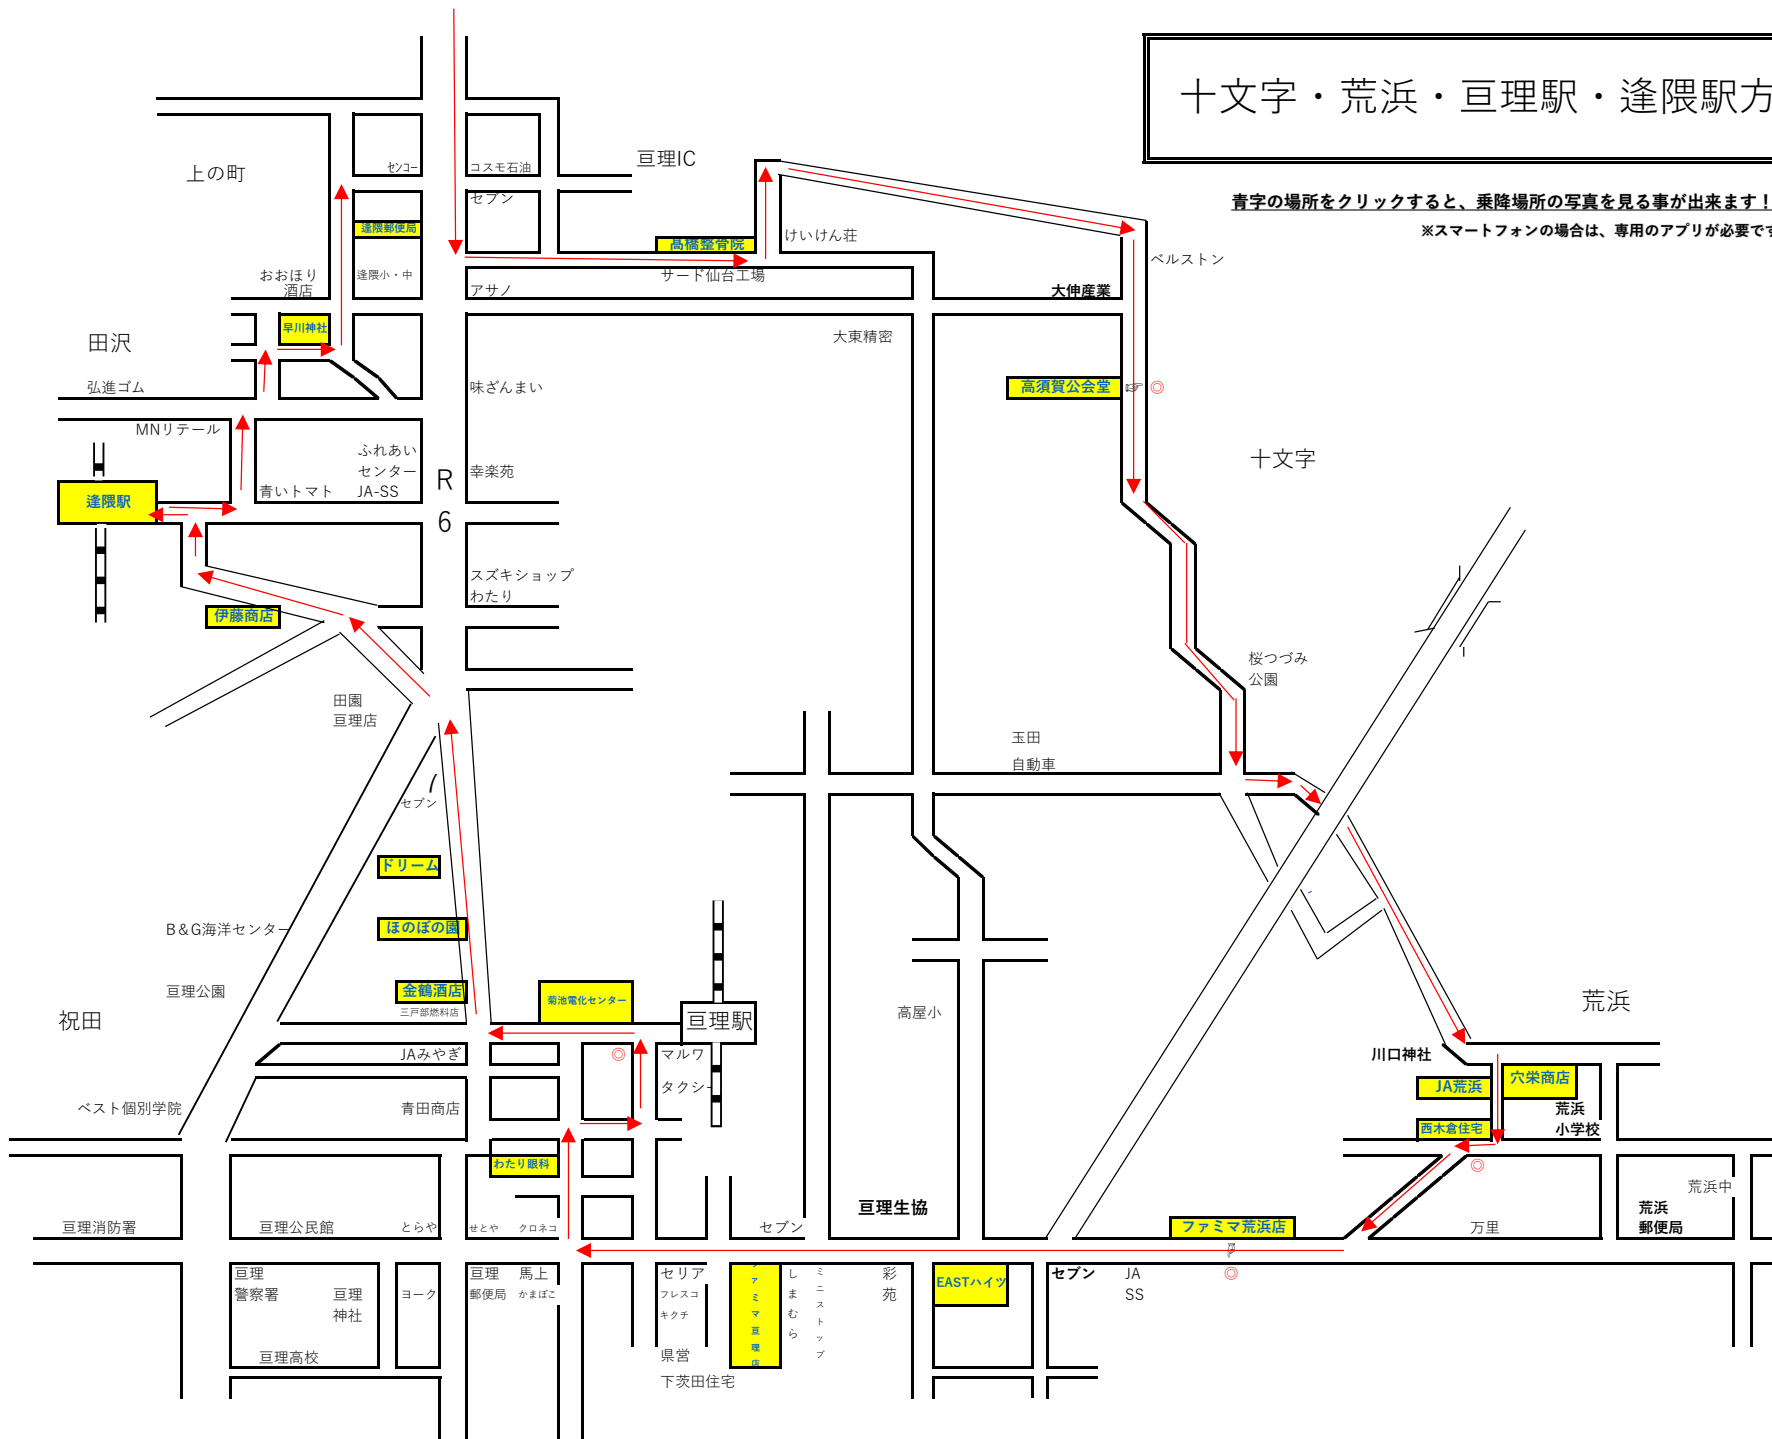 十文字・荒浜・亘理駅・逢隈駅方
青字の場所をクリックすると、乗降場所の写真を見る事が出来ます！
※スマートフォンの場合は、専用のアプリが必要です
上の町
センコー
コスモ石油
セブン
亘理IC
逢隈郵便局
髙橋整骨院
けいけん荘
おおほり
酒店
逢隈小・中
サード仙台工場
アサノ
ベルストン
大伸産業
早川神社
田沢
大東精密
弘進ゴム
味ざんまい
高須賀公会堂
☞
◎
MNリテール
ふれあい
センター
JA-SS
R
6
幸楽苑
十文字
青いトマト
逢隈駅
スズキショップ
わたり
伊藤商店
桜つづみ
公園
田園
亘理店
玉田
自動車
セブン
ドリーム
B＆G海洋センター
ほのぼの園
亘理公園
金鶴酒店
三戸部燃料店
菊池電化センター
亘理駅
高屋小
荒浜
祝田
JAみやぎ
◎
マルワ
タクシー
川口神社
JA荒浜
穴栄商店
ベスト個別学院
青田商店
荒浜
小学校
西木倉住宅
わたり眼科
◎
荒浜中
亘理消防署
亘理公民館
とらや
せとや
クロネコ
セブン
亘理生協
ファミマ荒浜店
万里
荒浜
郵便局
亘理
警察署
亘理
神社
ヨーク
亘理
郵便局
馬上
かまぼこ
セリア
フレスコ
キクチ
ファミマ亘理店
しまむら
ミニストップ
彩
苑
EASTハイツ
セブン
JA
SS
☟
◎
亘理高校
県営
下茨田住宅